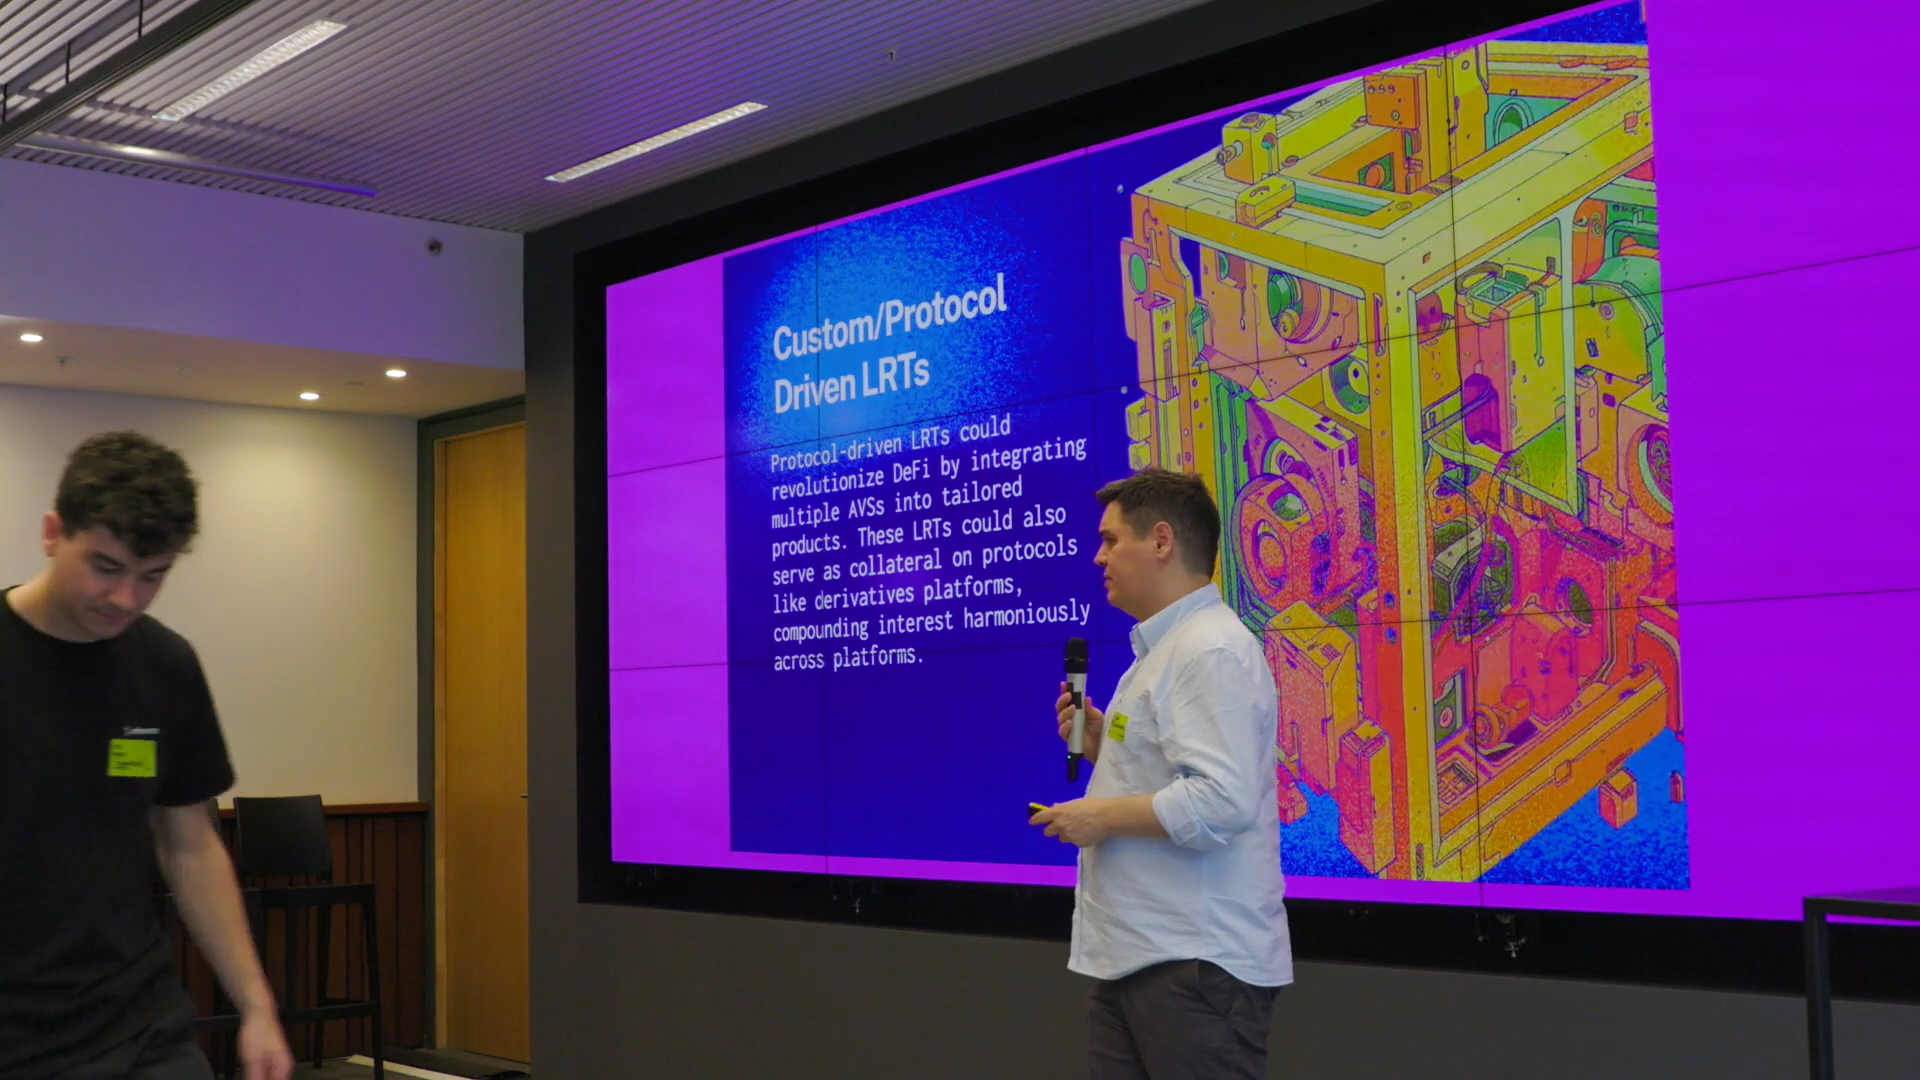 Custom/Protocol
Driven LRTs
Protocol-driven LRTs could
revolutionize DeFi by integrating
multiple AVSs into tailored
products. These LRTs could also
serve as collateral on protocols
like derivatives platforms,
compounding interest harmoniously
across platforms.